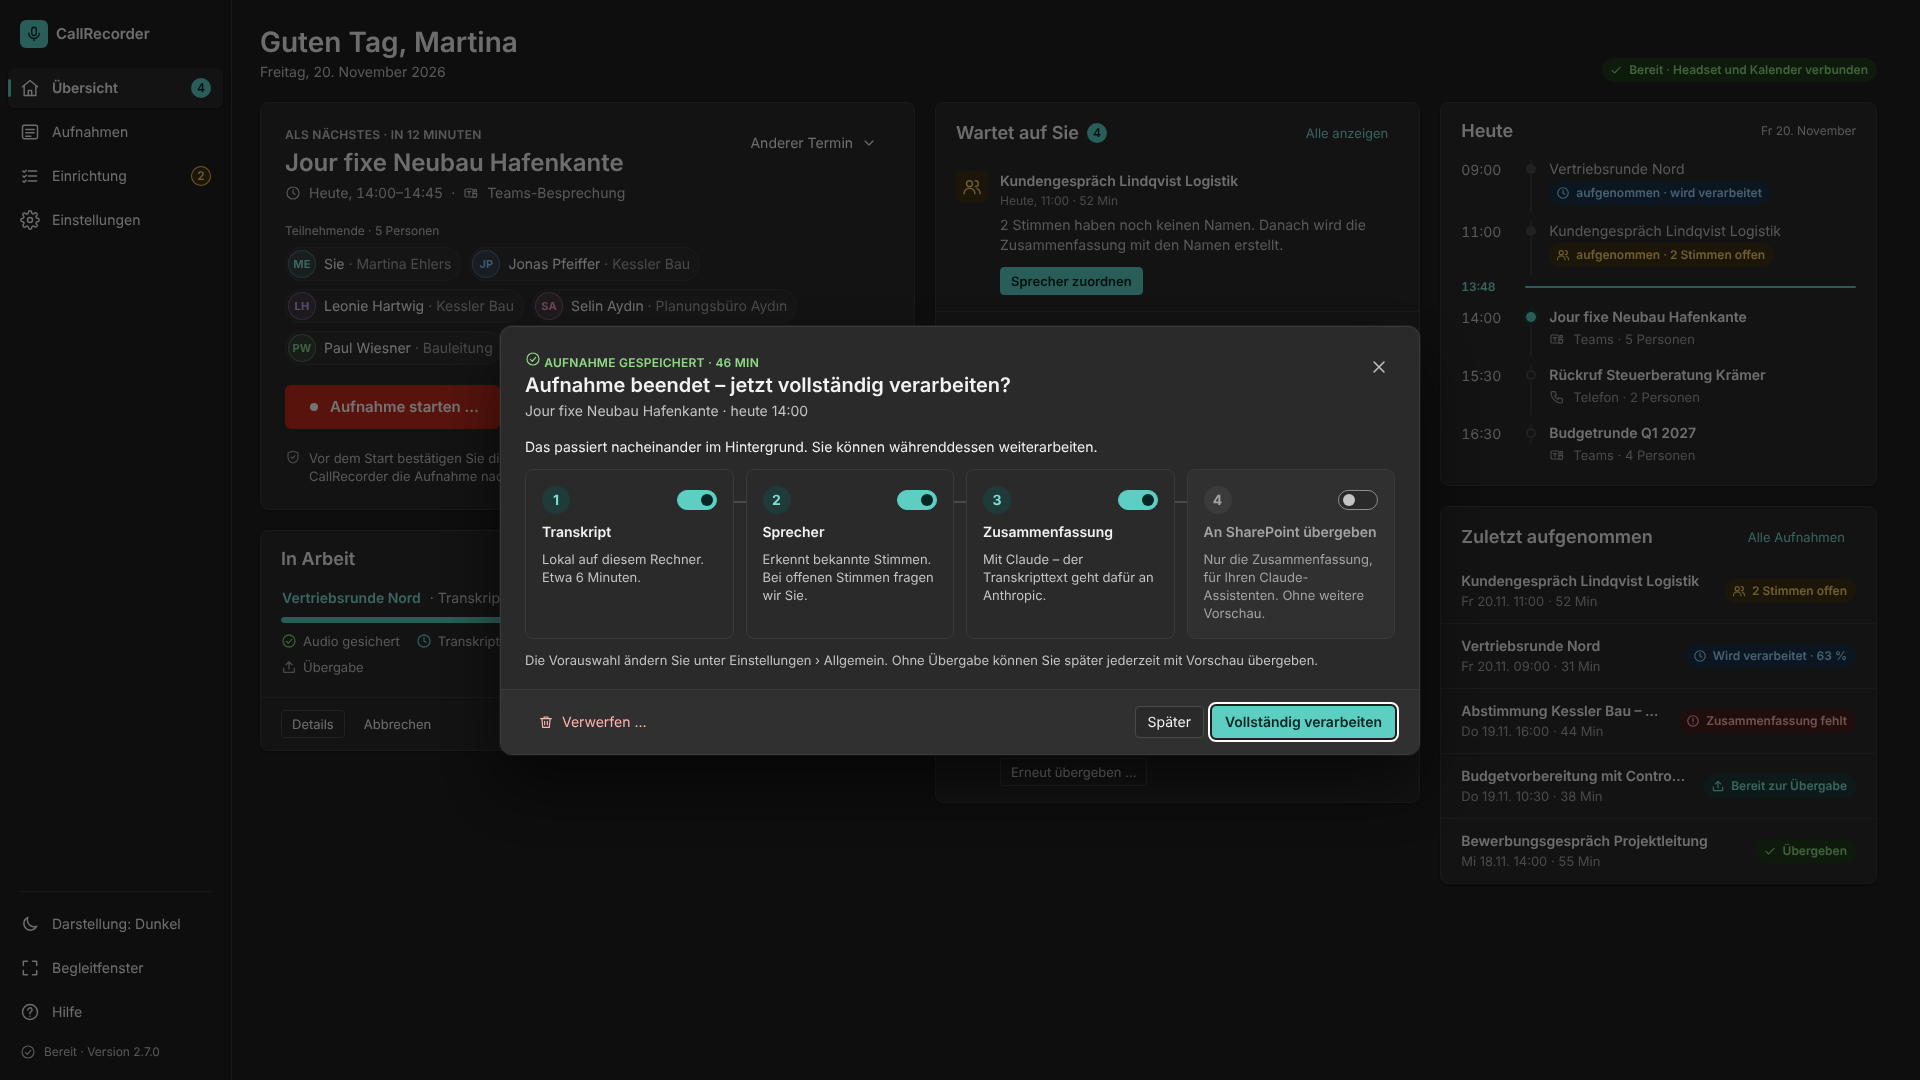 CallRecorder
Übersicht 4
Aufnahmen
Einrichtung 2
Einstellungen
Darstellung: Dunkel
Begleitfenster
Hilfe
Bereit · Version 2.7.0
Guten Tag, Martina
Freitag, 20. November 2026
Bereit · Headset und Kalender verbunden
ALS NÄCHSTES · IN 12 MINUTEN
Jour fixe Neubau Hafenkante
Heute, 14:00–14:45 · Teams-Besprechung
Anderer Termin
Teilnehmende · 5 Personen
ME Sie · Martina Ehlers
JP Jonas Pfeiffer · Kessler Bau
LH Leonie Hartwig · Kessler Bau
SA Selin Aydın · Planungsbüro Aydın
PW Paul Wiesner · Bauleitung
Aufnahme starten ...
Vor dem Start bestätigen Sie
CallRecorder die Aufnahme
In Arbeit
Vertriebsrunde Nord · Transkrip
Audio gesichert
Transkript
Übergabe
Details
Abbrechen
Wartet auf Sie 4
Alle anzeigen
Kundengespräch Lindqvist Logistik
Heute, 11:00 · 52 Min
2 Stimmen haben noch keinen Namen. Danach wird die
Zusammenfassung mit den Namen erstellt.
Sprecher zuordnen
Erneut übergeben ...
AUFNAHME GESPEICHERT · 46 MIN
Aufnahme beendet – jetzt vollständig verarbeiten?
Jour fixe Neubau Hafenkante · heute 14:00
Das passiert nacheinander im Hintergrund. Sie können währenddessen weiterarbeiten.
1
Transkript
Lokal auf diesem Rechner.
Etwa 6 Minuten.
2
Sprecher
Erkennt bekannte Stimmen.
Bei offenen Stimmen fragen
wir Sie.
3
Zusammenfassung
Mit Claude – der
Transkripttext geht dafür an
Anthropic.
4
An SharePoint übergeben
Nur die Zusammenfassung,
für Ihren Claude-
Assistenten. Ohne weitere
Vorschau.
Die Vorauswahl ändern Sie unter Einstellungen › Allgemein. Ohne Übergabe können Sie später jederzeit mit Vorschau übergeben.
Verwerfen ...
Später
Vollständig verarbeiten
Heute
Fr 20. November
09:00 Vertriebsrunde Nord
aufgenommen · wird verarbeitet
11:00 Kundengespräch Lindqvist Logistik
aufgenommen · 2 Stimmen offen
13:48
14:00 Jour fixe Neubau Hafenkante
Teams · 5 Personen
15:30 Rückruf Steuerberatung Krämer
Telefon · 2 Personen
16:30 Budgetrunde Q1 2027
Teams · 4 Personen
Zuletzt aufgenommen
Alle Aufnahmen
Kundengespräch Lindqvist Logistik
Fr 20.11. 11:00 · 52 Min
2 Stimmen offen
Vertriebsrunde Nord
Fr 20.11. 09:00 · 31 Min
Wird verarbeitet · 63 %
Abstimmung Kessler Bau – ...
Do 19.11. 16:00 · 44 Min
Zusammenfassung fehlt
Budgetvorbereitung mit Contro...
Do 19.11. 10:30 · 38 Min
Bereit zur Übergabe
Bewerbungsgespräch Projektleitung
Mi 18.11. 14:00 · 55 Min
Übergeben